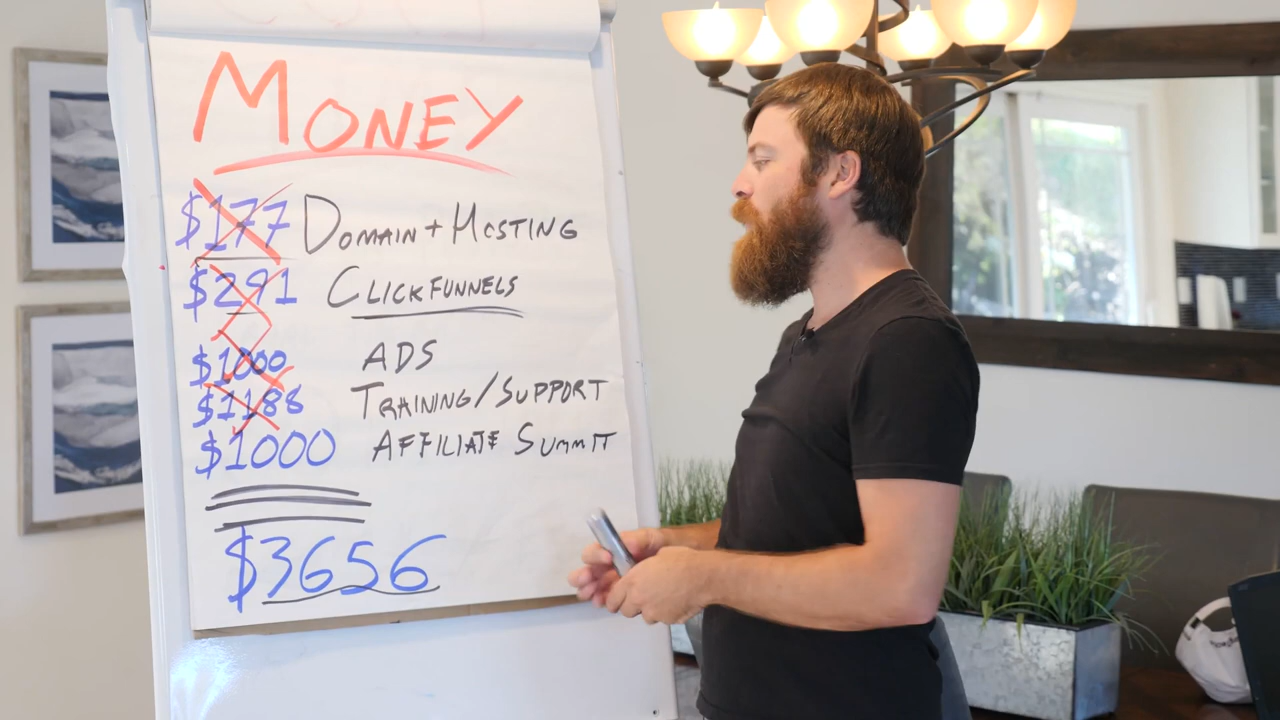 MONEY
$177 DOMAIN + HOSTING
$291 CLICKFUNNELS
$1000 ADS
$1188 TRAINING/SUPPORT
$1000 AFFILIATE SUMMIT
$3656